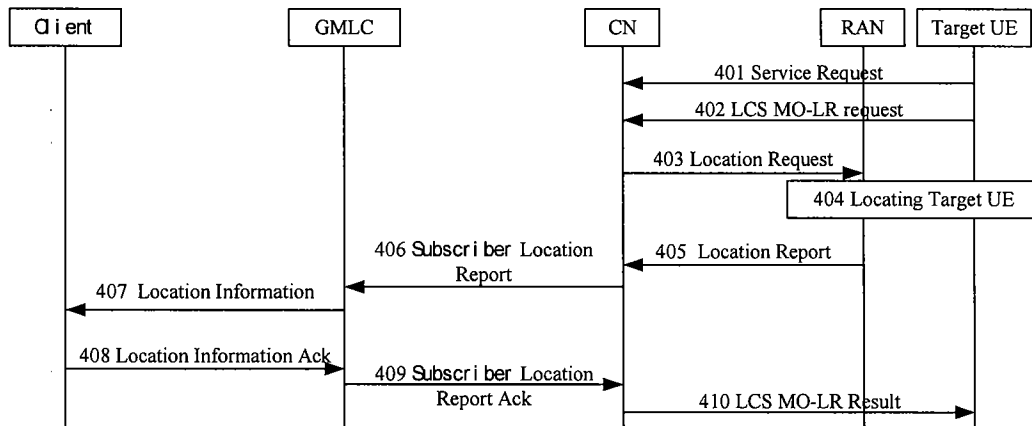 Client
GMLC
CN
RAN
Target UE
401 Service Request
402 LCS MO-LR request
403 Location Request
404 Locating Target UE
405 Location Report
406 Subscriber Location
Report
407 Location Information
408 Location Information Ack
409 Subscriber Location
Report Ack
410 LCS MO-LR Result